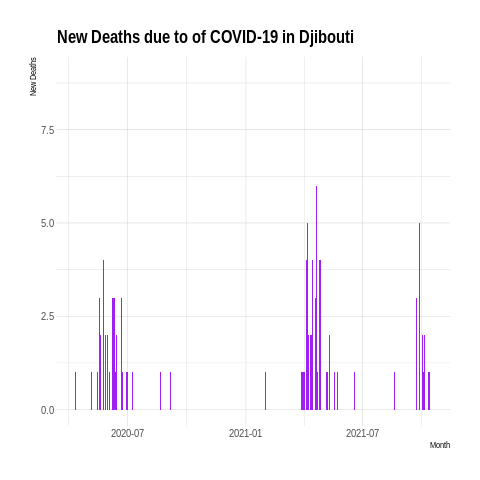 New Deaths due to of COVID-19 in Djibouti
New Deaths
7.5
5.0
2.5
0.0
2020-07
2021-01
2021-07
Month